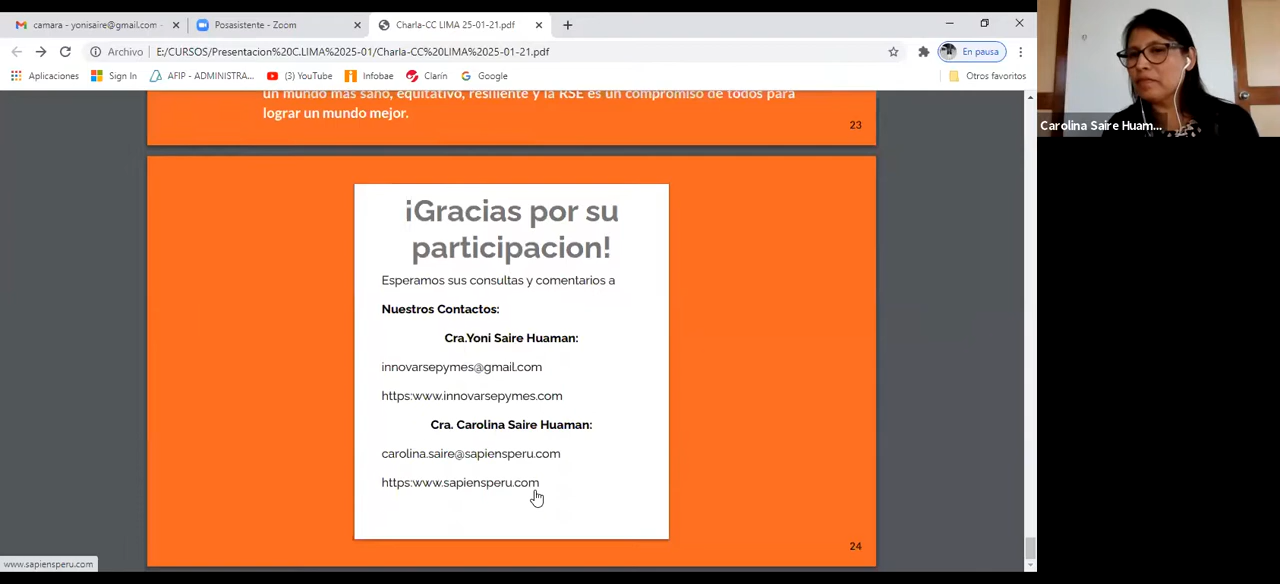 camara - yonisaire@gmail.com -
Posasistente - Zoom
Charla-CC LIMA 25-01-21.pdf
Archivo
E:/CURSOS/Presentacion%20C.LIMA%2025-01/Charla-CC%20LIMA%2025-01-21.pdf
En pausa
Aplicaciones
Sign In
AFIP - ADMINISTRA...
(3) YouTube
Infobae
Clarín
Google
Otros favoritos
un mundo más sano, equitativo, resiliente y la RSE es un compromiso de todos para
lograr un mundo mejor.
23
¡Gracias por su
participacion!
Esperamos sus consultas y comentarios a
Nuestros Contactos:
Cra.Yoni Saire Huaman:
innovarsepymes@gmail.com
https:www.innovarsepymes.com
Cra. Carolina Saire Huaman:
carolina.saire@sapiensperu.com
https:www.sapiensperu.com
24
www.sapiensperu.com
Carolina Saire Huam...